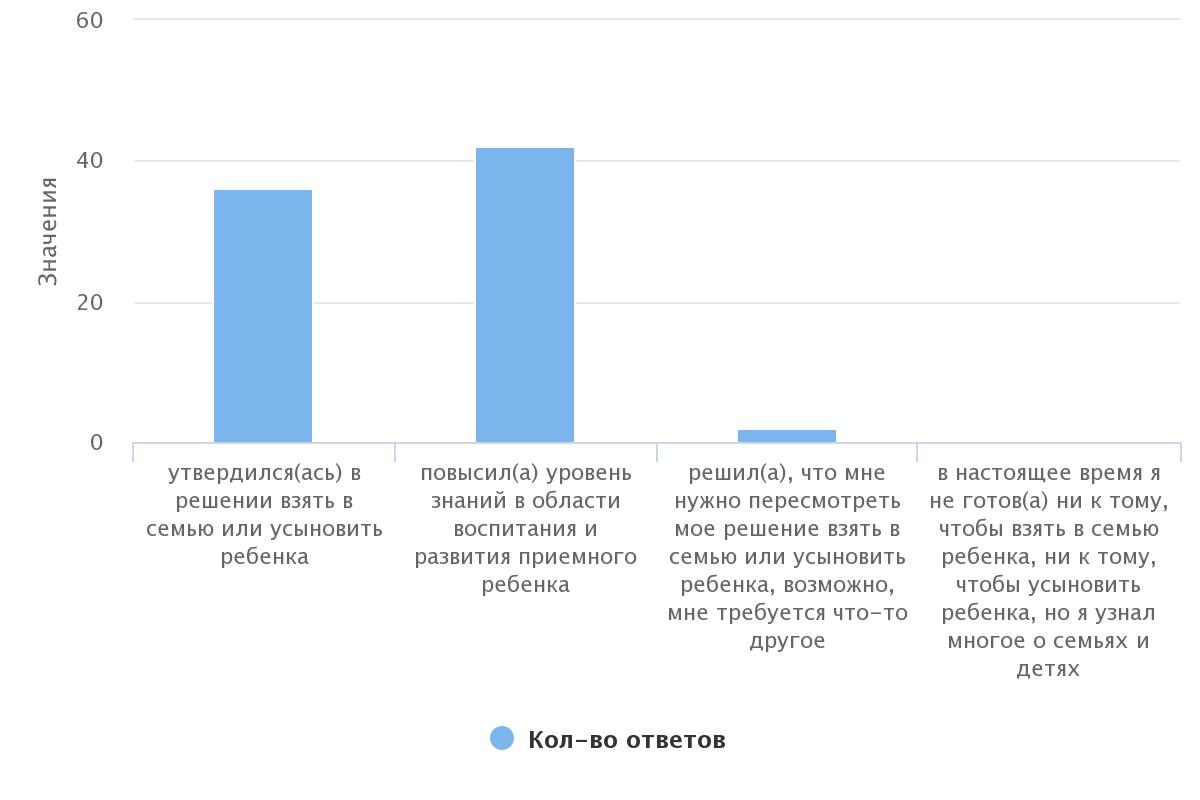 60
40
20
0
Значения
утвердился(ась) в
решении взять в
семью или усыновить
ребенка
повысил(а) уровень
знаний в области
воспитания и
развития приемного
ребенка
решил(а), что мне
нужно пересмотреть
мое решение взять в
семью или усыновить
ребенка, возможно,
мне требуется что-то
другое
в настоящее время я
не готов(а) ни к тому,
чтобы взять в семью
ребенка, ни к тому,
чтобы усыновить
ребенка, но я узнал
многое о семьях и
детях
Кол-во ответов